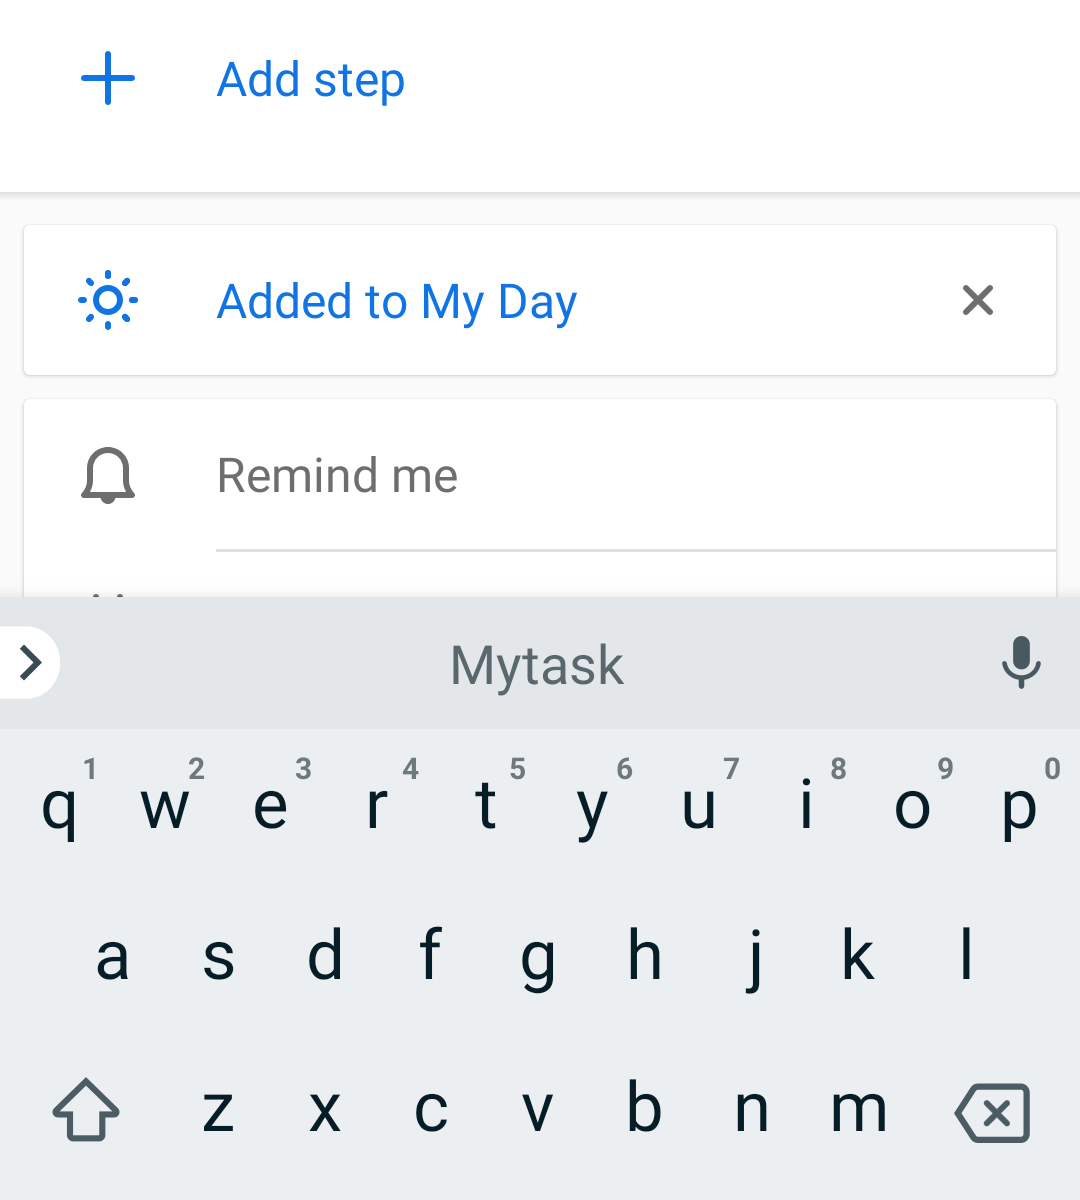 Add step
Added to My Day
Remind me
Mytask
1 2 3 4 5 6 7 8 9 0
q w e r t y u i o p
a s d f g h j k l
z x c v b n m